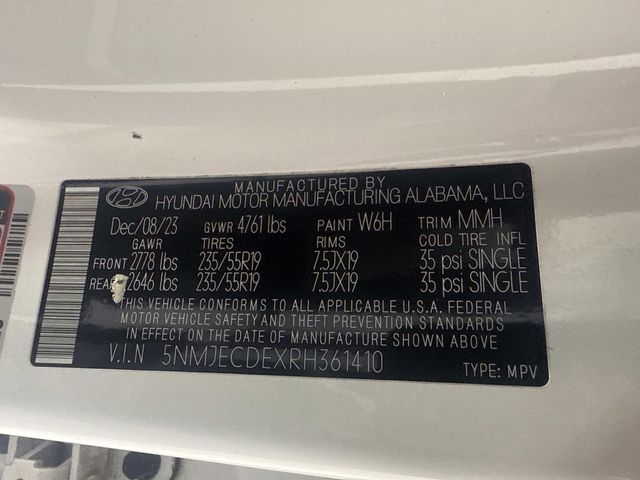 MANUFACTURED BY
HYUNDAI MOTOR MANUFACTURING ALABAMA, LLC
Dec/08/23 GVWR 4761 lbs PAINT W6H TRIM MMH
GAWR TIRES RIMS COLD TIRE INFL
FRONT 2778 lbs 235/55R19 7.5JX19 35 psi SINGLE
REAR 2646 lbs 235/55R19 7.5JX19 35 psi SINGLE
THIS VEHICLE CONFORMS TO ALL APPLICABLE U.S.A. FEDERAL
MOTOR VEHICLE SAFETY AND THEFT PREVENTION STANDARDS
IN EFFECT ON THE DATE OF MANUFACTURE SHOWN ABOVE
V.I.N 5NMJECDEXRH361410
TYPE: MPV